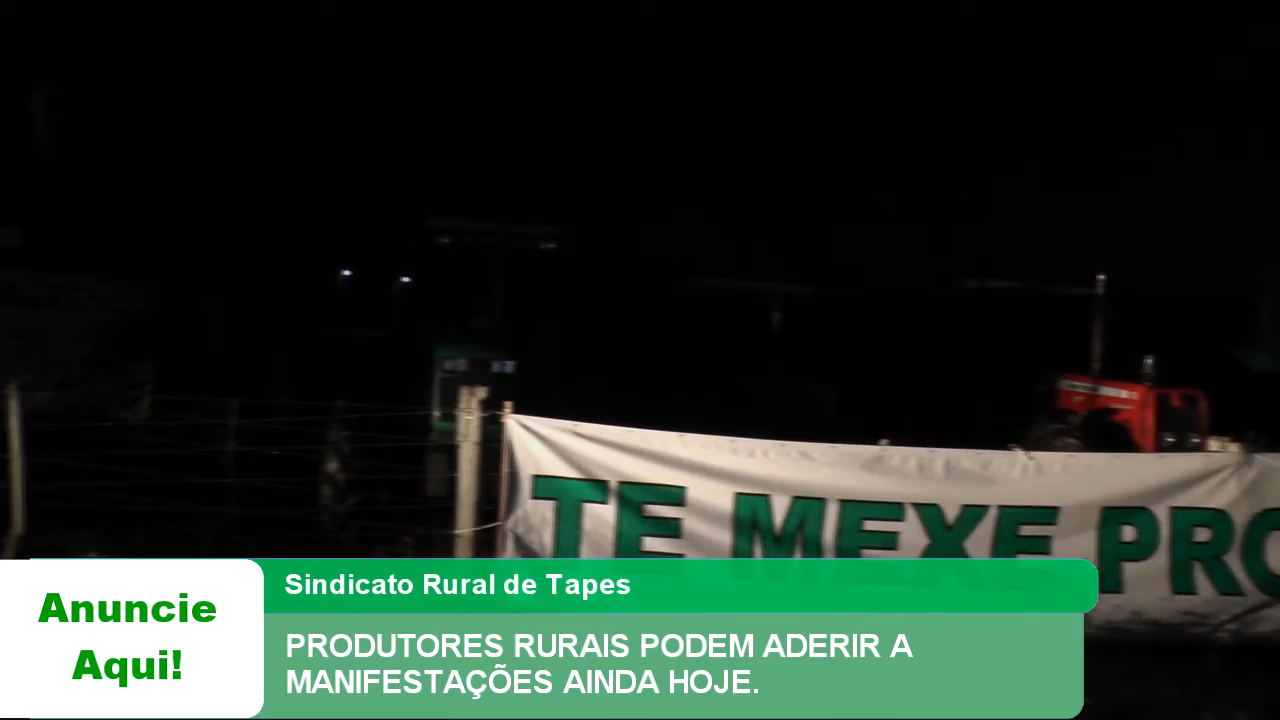 TE MEXE PRO
Anuncie
Aqui!
Sindicato Rural de Tapes
PRODUTORES RURAIS PODEM ADERIR A
MANIFESTAÇÕES AINDA HOJE.